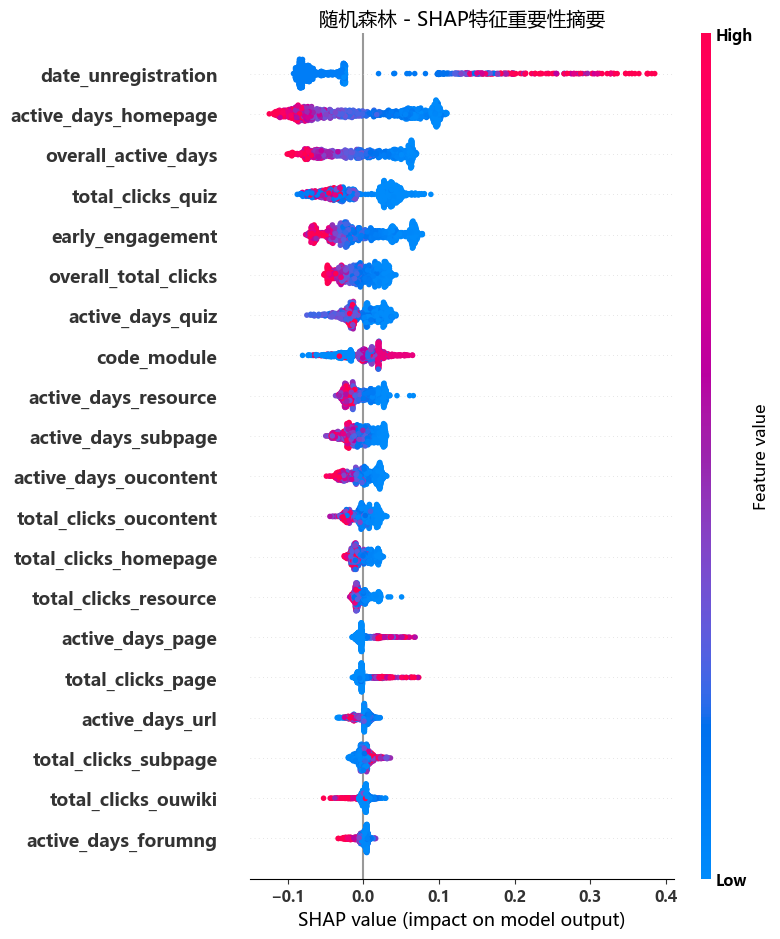 随机森林 - SHAP特征重要性摘要
High
date_unregistration
active_days_homepage
overall_active_days
total_clicks_quiz
early_engagement
overall_total_clicks
active_days_quiz
code_module
active_days_resource
active_days_subpage
active_days_oucontent
total_clicks_oucontent
total_clicks_homepage
total_clicks_resource
active_days_page
total_clicks_page
active_days_url
total_clicks_subpage
total_clicks_ouwiki
active_days_forumng
Feature value
Low
−0.1 0.0 0.1 0.2 0.3 0.4
SHAP value (impact on model output)